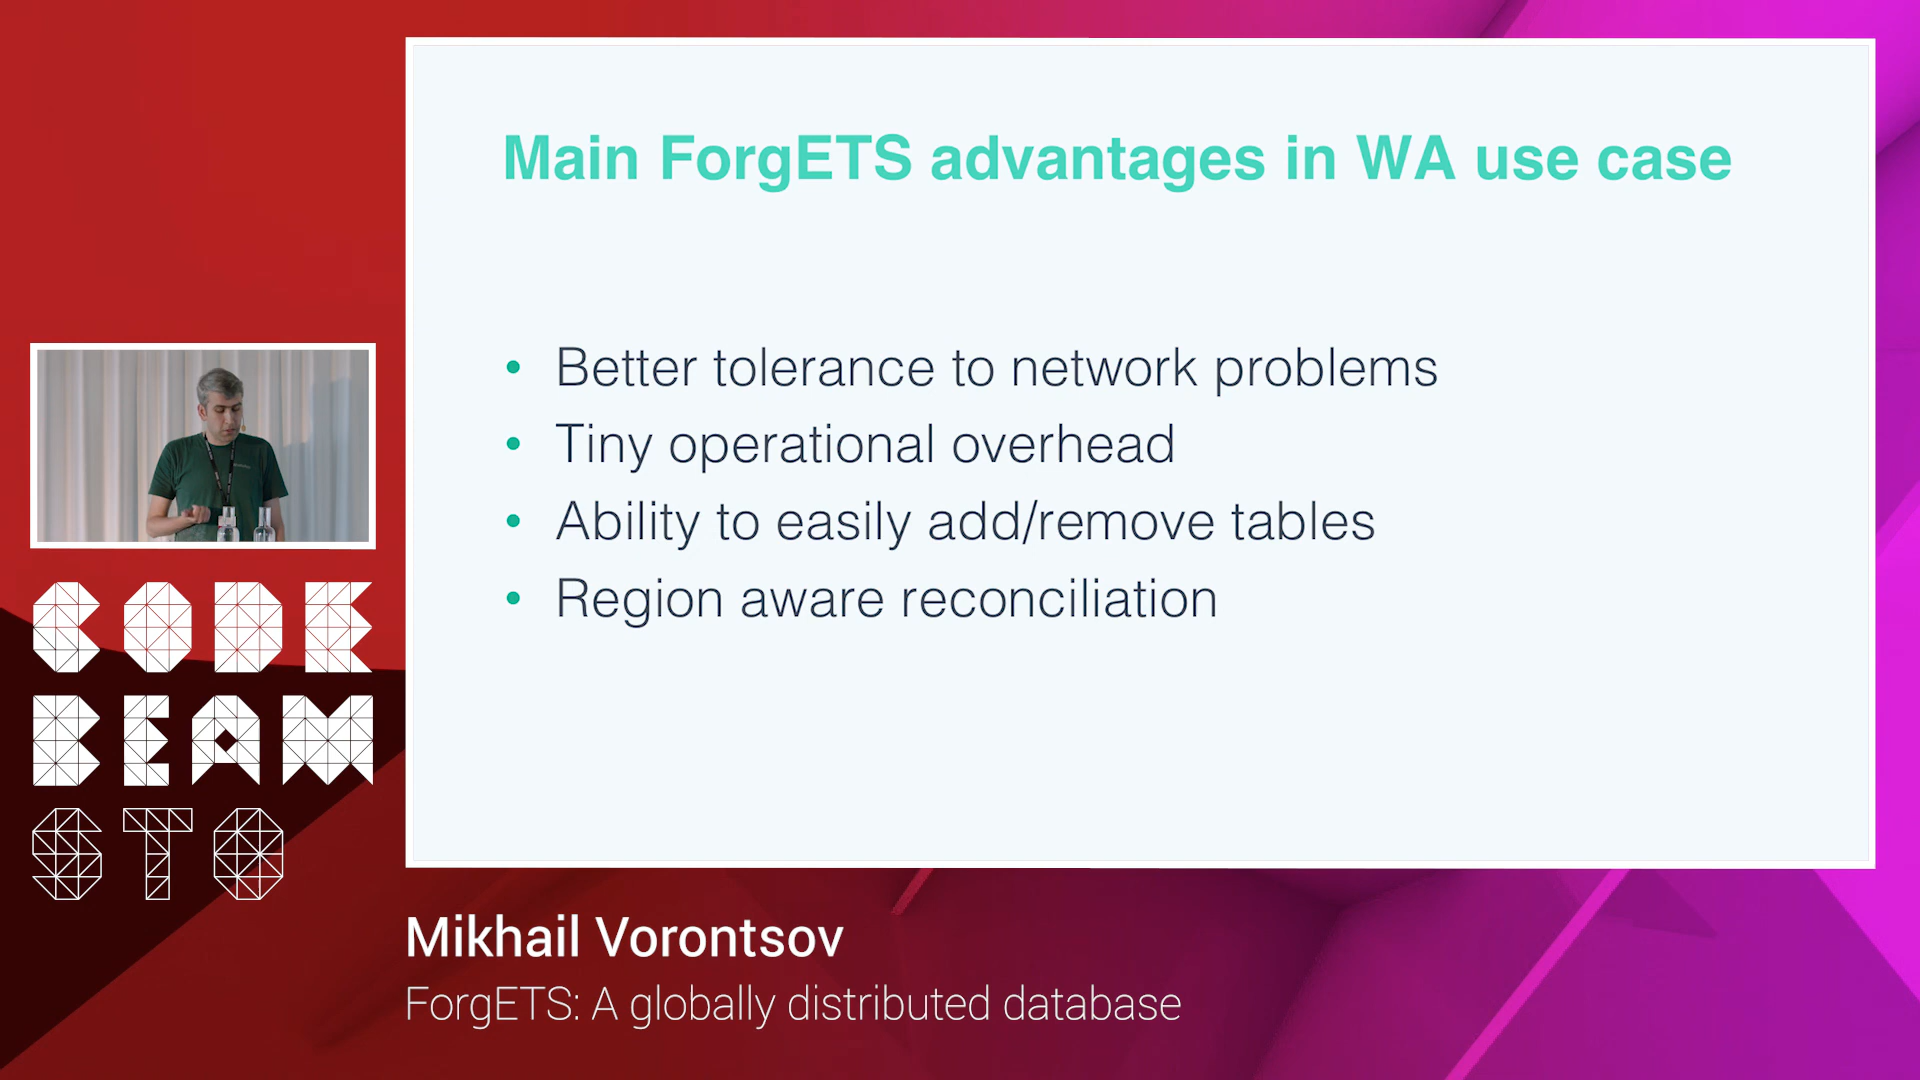 Main ForgETS advantages in WA use case
• Better tolerance to network problems
• Tiny operational overhead
• Ability to easily add/remove tables
• Region aware reconciliation
CODE
BEAM
STO
Mikhail Vorontsov
ForgETS: A globally distributed database